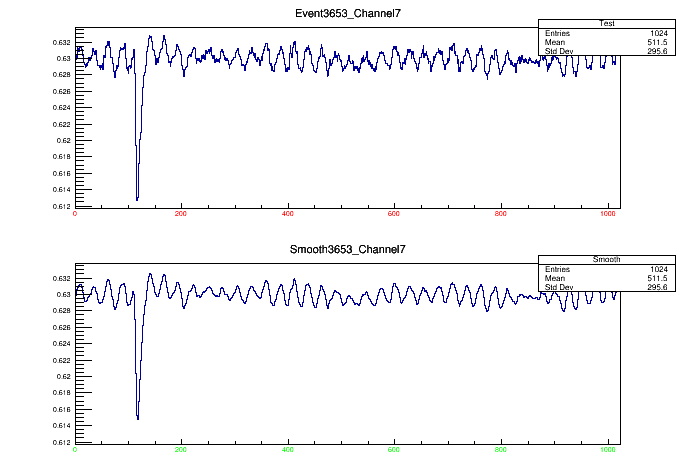 Event3653_Channel7
Test
Entries 1024
Mean 511.5
Std Dev 295.6
0.632
0.63
0.628
0.626
0.624
0.622
0.62
0.618
0.616
0.614
0.612
0 200 400 600 800 1000
Smooth3653_Channel7
Smooth
Entries 1024
Mean 511.5
Std Dev 295.6
0.632
0.63
0.628
0.626
0.624
0.622
0.62
0.618
0.616
0.614
0.612
0 200 400 600 800 1000